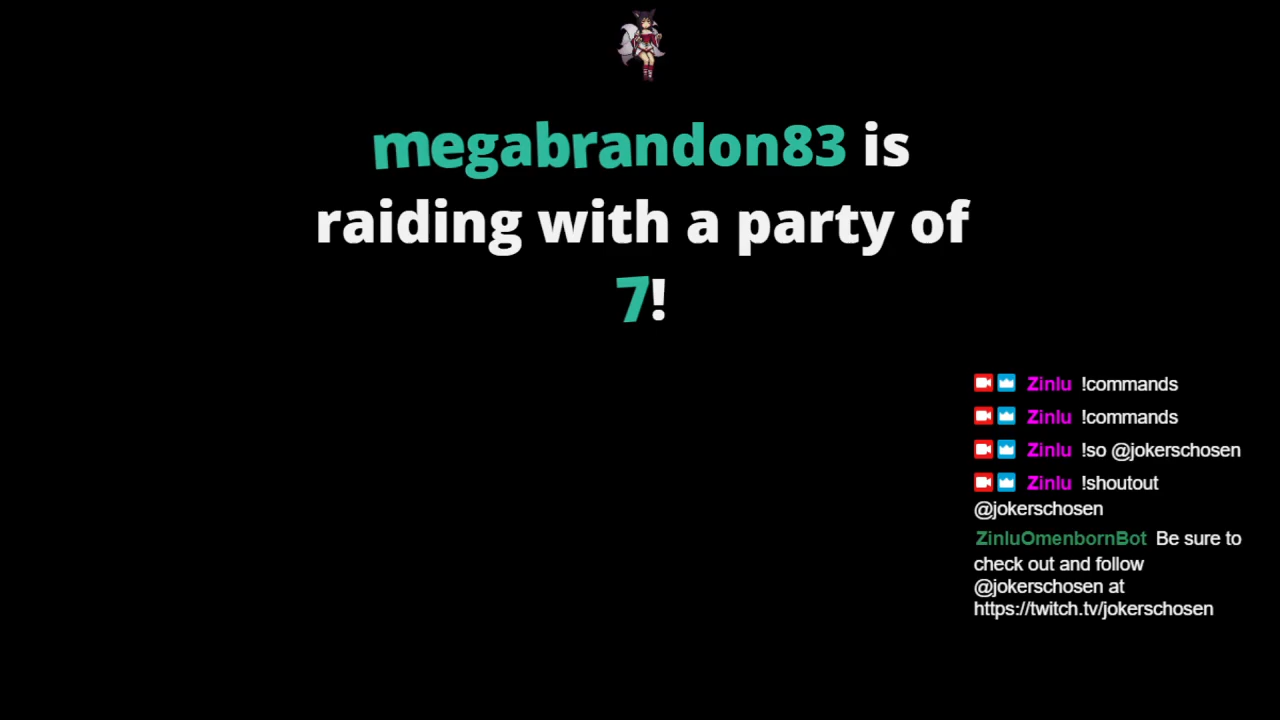 megabrandon83 is
raiding with a party of
7!
Zinlu !commands
Zinlu !commands
Zinlu !so @jokerschosen
Zinlu !shoutout
@jokerschosen
ZinluOmenbornBot Be sure to
check out and follow
@jokerschosen at
https://twitch.tv/jokerschosen